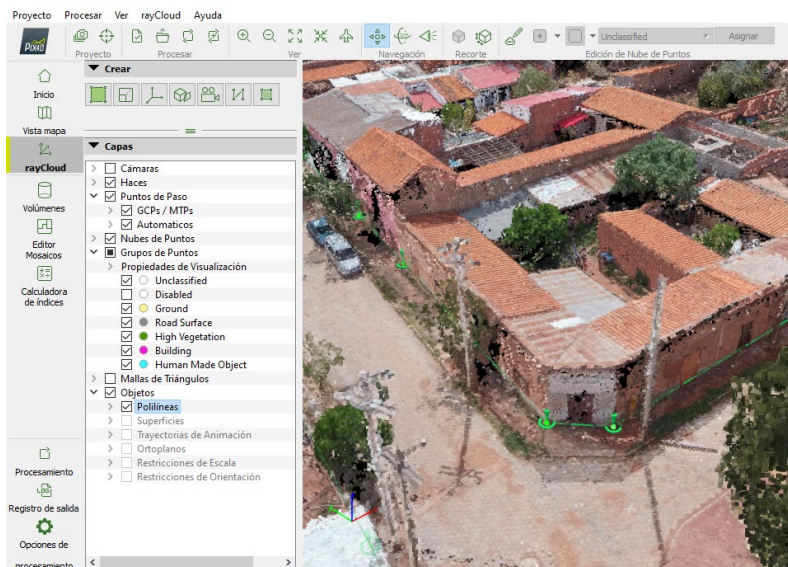 Proyecto Procesar Ver rayCloud Ayuda
PIX4D
Proyecto Procesar Ver Navegación Recorte Edición de Nube de Puntos
Unclassified Asignar
Inicio
Vista mapa
rayCloud
Volúmenes
Editor
Mosaicos
Calculadora
de índices
Procesamiento
LOG
Registro de salida
Opciones de
procesamiento
Crear
Capas
Cámaras
Haces
Puntos de Paso
GCPs / MTPs
Automaticos
Nubes de Puntos
Grupos de Puntos
Propiedades de Visualización
Unclassified
Disabled
Ground
Road Surface
High Vegetation
Building
Human Made Object
Mallas de Triángulos
Objetos
Polilíneas
Superficies
Trayectorias de Animación
Ortoplanos
Restricciones de Escala
Restricciones de Orientación